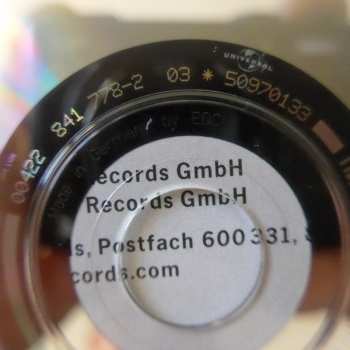 UNIVERSAL
00422 841 778-2 03 * 50970133
Made in Germany by EDC
Records GmbH
Records GmbH
Postfach 600 331,
cords.com